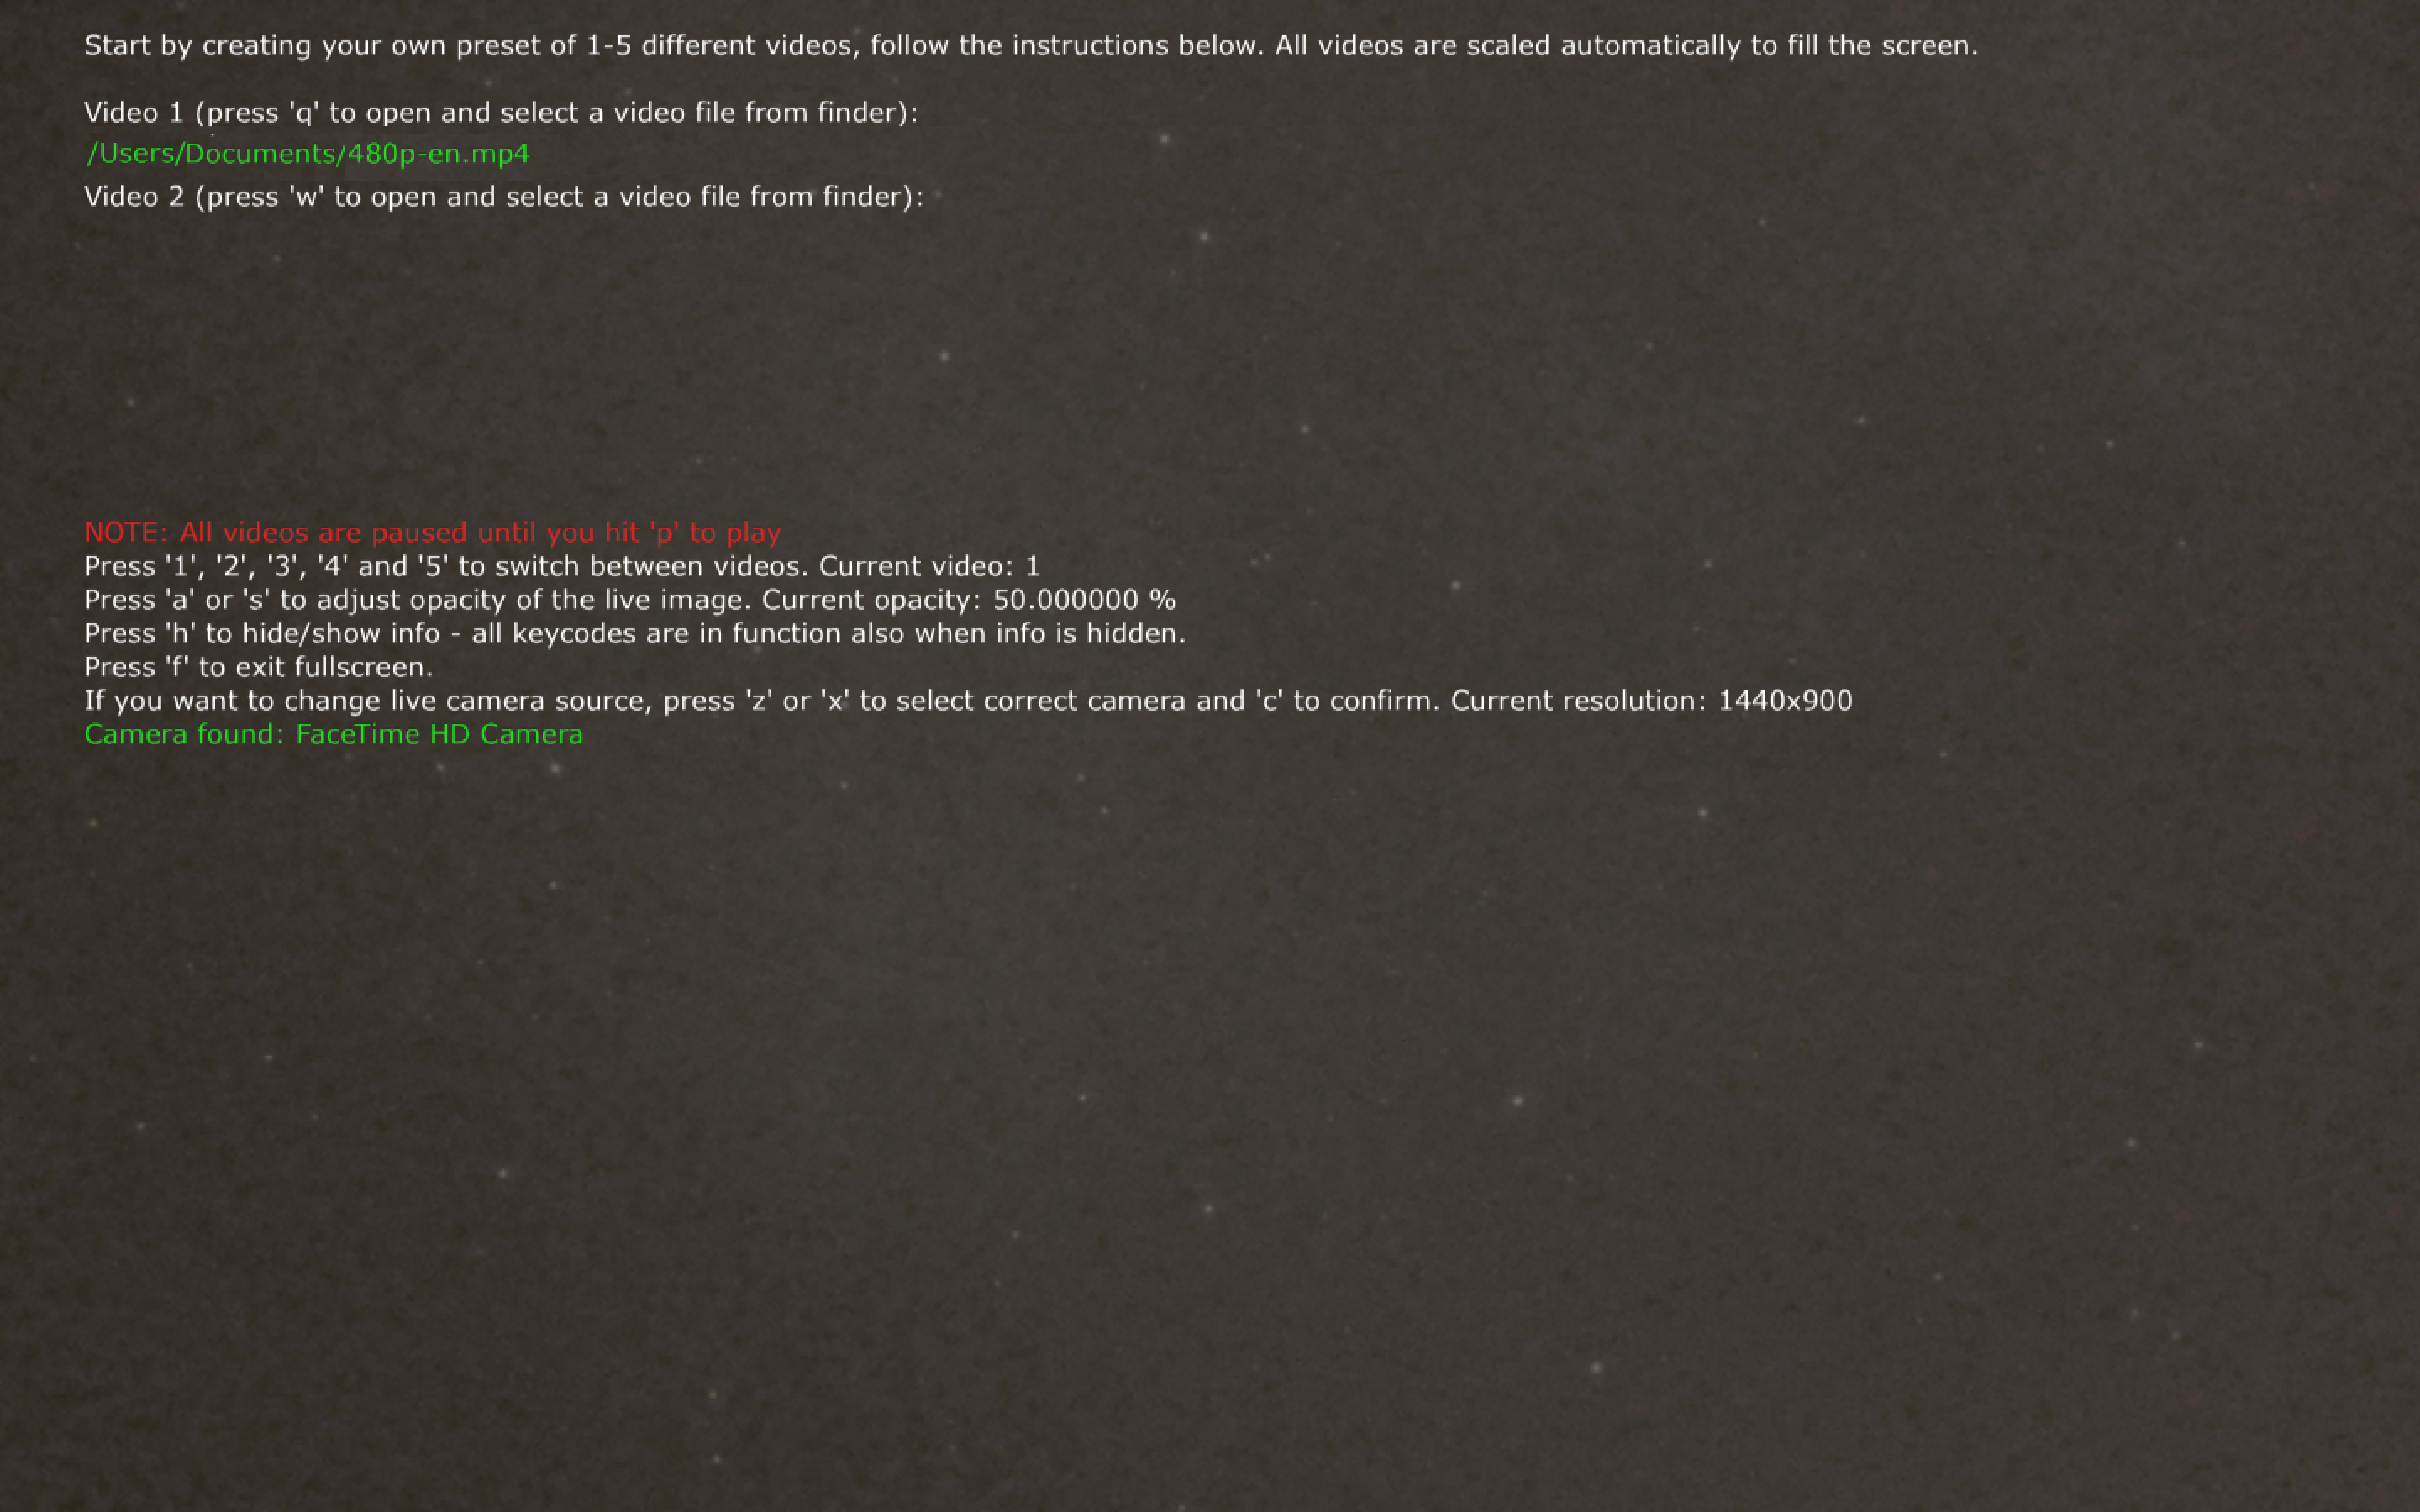 Start by creating your own preset of 1-5 different videos, follow the instructions below. All videos are scaled automatically to fill the screen.
Video 1 (press 'q' to open and select a video file from finder):
/Users/Documents/480p-en.mp4
Video 2 (press 'w' to open and select a video file from finder):
NOTE: All videos are paused until you hit 'p' to play
Press '1', '2', '3', '4' and '5' to switch between videos. Current video: 1
Press 'a' or 's' to adjust opacity of the live image. Current opacity: 50.000000 %
Press 'h' to hide/show info - all keycodes are in function also when info is hidden.
Press 'f' to exit fullscreen.
If you want to change live camera source, press 'z' or 'x' to select correct camera and 'c' to confirm. Current resolution: 1440x900
Camera found: FaceTime HD Camera